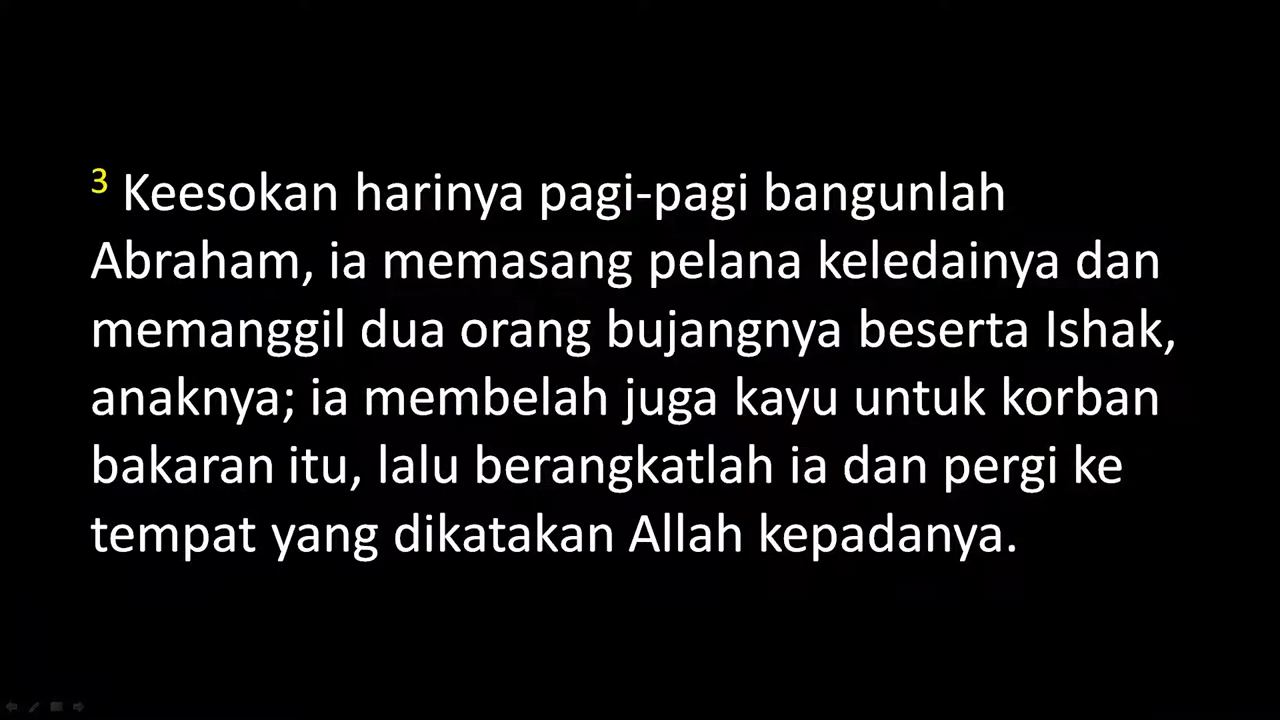 3 Keesokan harinya pagi-pagi bangunlah
Abraham, ia memasang pelana keledainya dan
memanggil dua orang bujangnya beserta Ishak,
anaknya; ia membelah juga kayu untuk korban
bakaran itu, lalu berangkatlah ia dan pergi ke
tempat yang dikatakan Allah kepadanya.